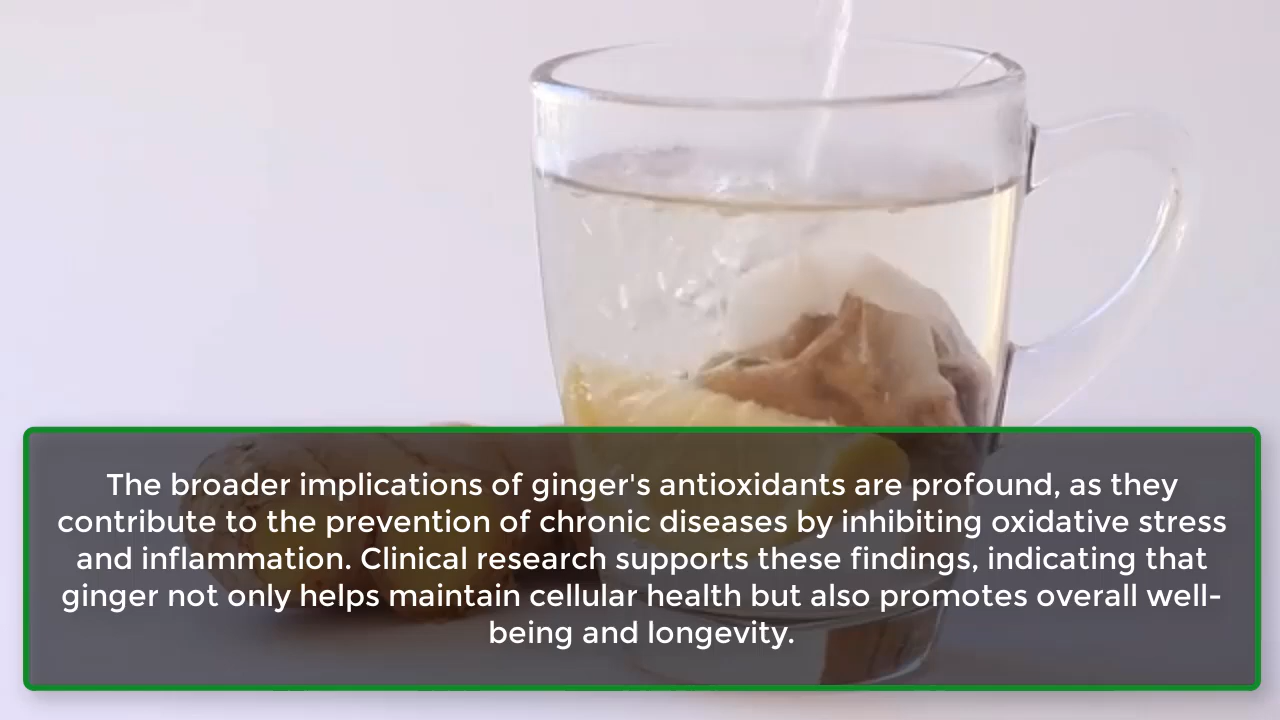 The broader implications of ginger's antioxidants are profound, as they
contribute to the prevention of chronic diseases by inhibiting oxidative stress
and inflammation. Clinical research supports these findings, indicating that
ginger not only helps maintain cellular health but also promotes overall well-
being and longevity.